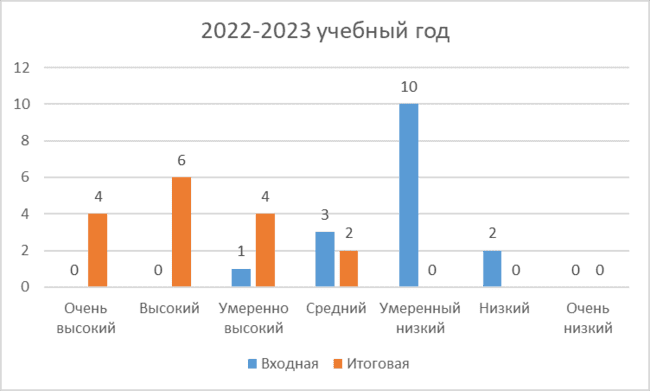 2022-2023 учебный год
12
10
8
6
4
2
0
0 4 0 6 1 4 3 2 10 0 2 0 0 0
Очень высокий
Высокий
Умеренно высокий
Средний
Умеренный низкий
Низкий
Очень низкий
Входная Итоговая